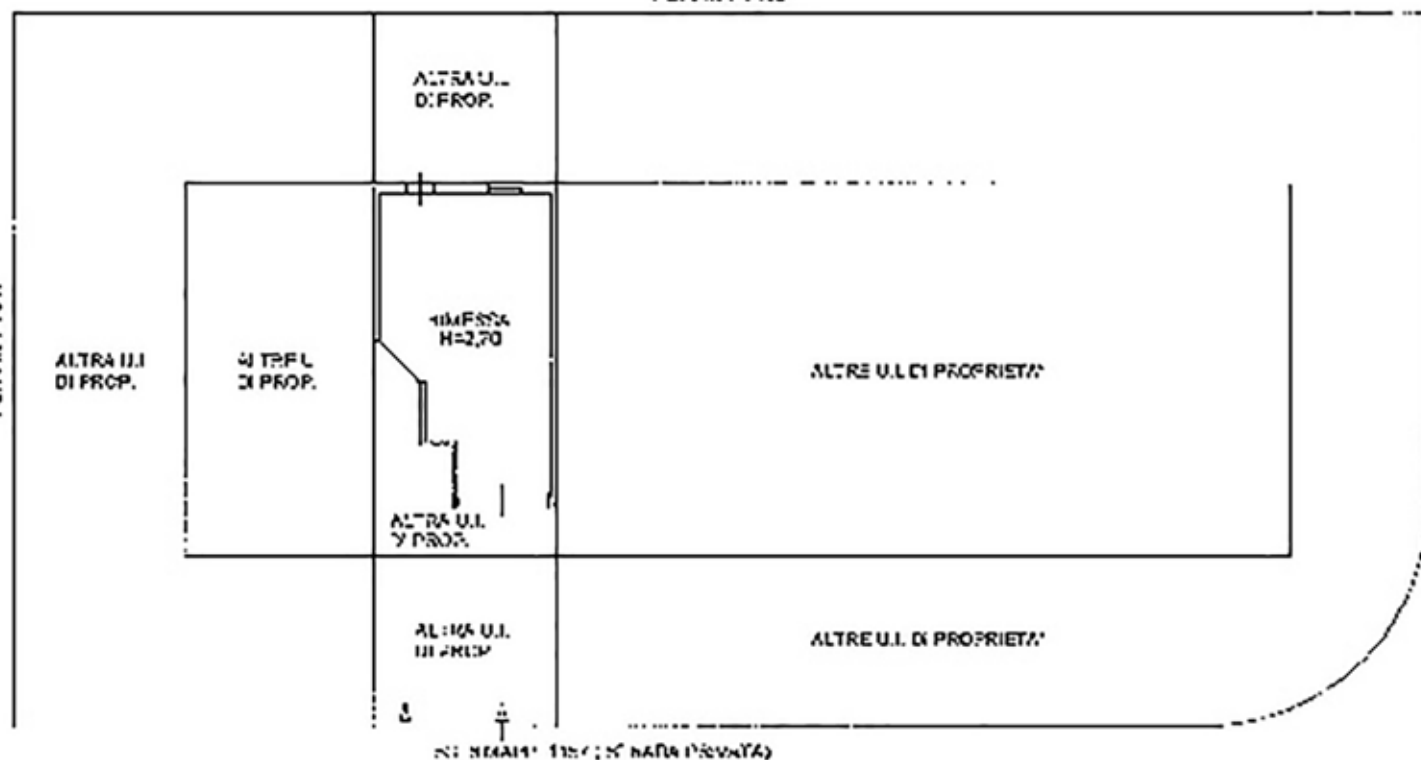 ALTRA U.I.
DI PROP.
RIMESSA
H=2,70
ALTRA U.I.
DI PROP.
ALTRE U.
DI PROP.
ALTRE U.I. DI PROPRIETA'
ALTRA U.I.
DI PROP.
ALTRA U.I.
DI PROP.
ALTRE U.I. DI PROPRIETA'